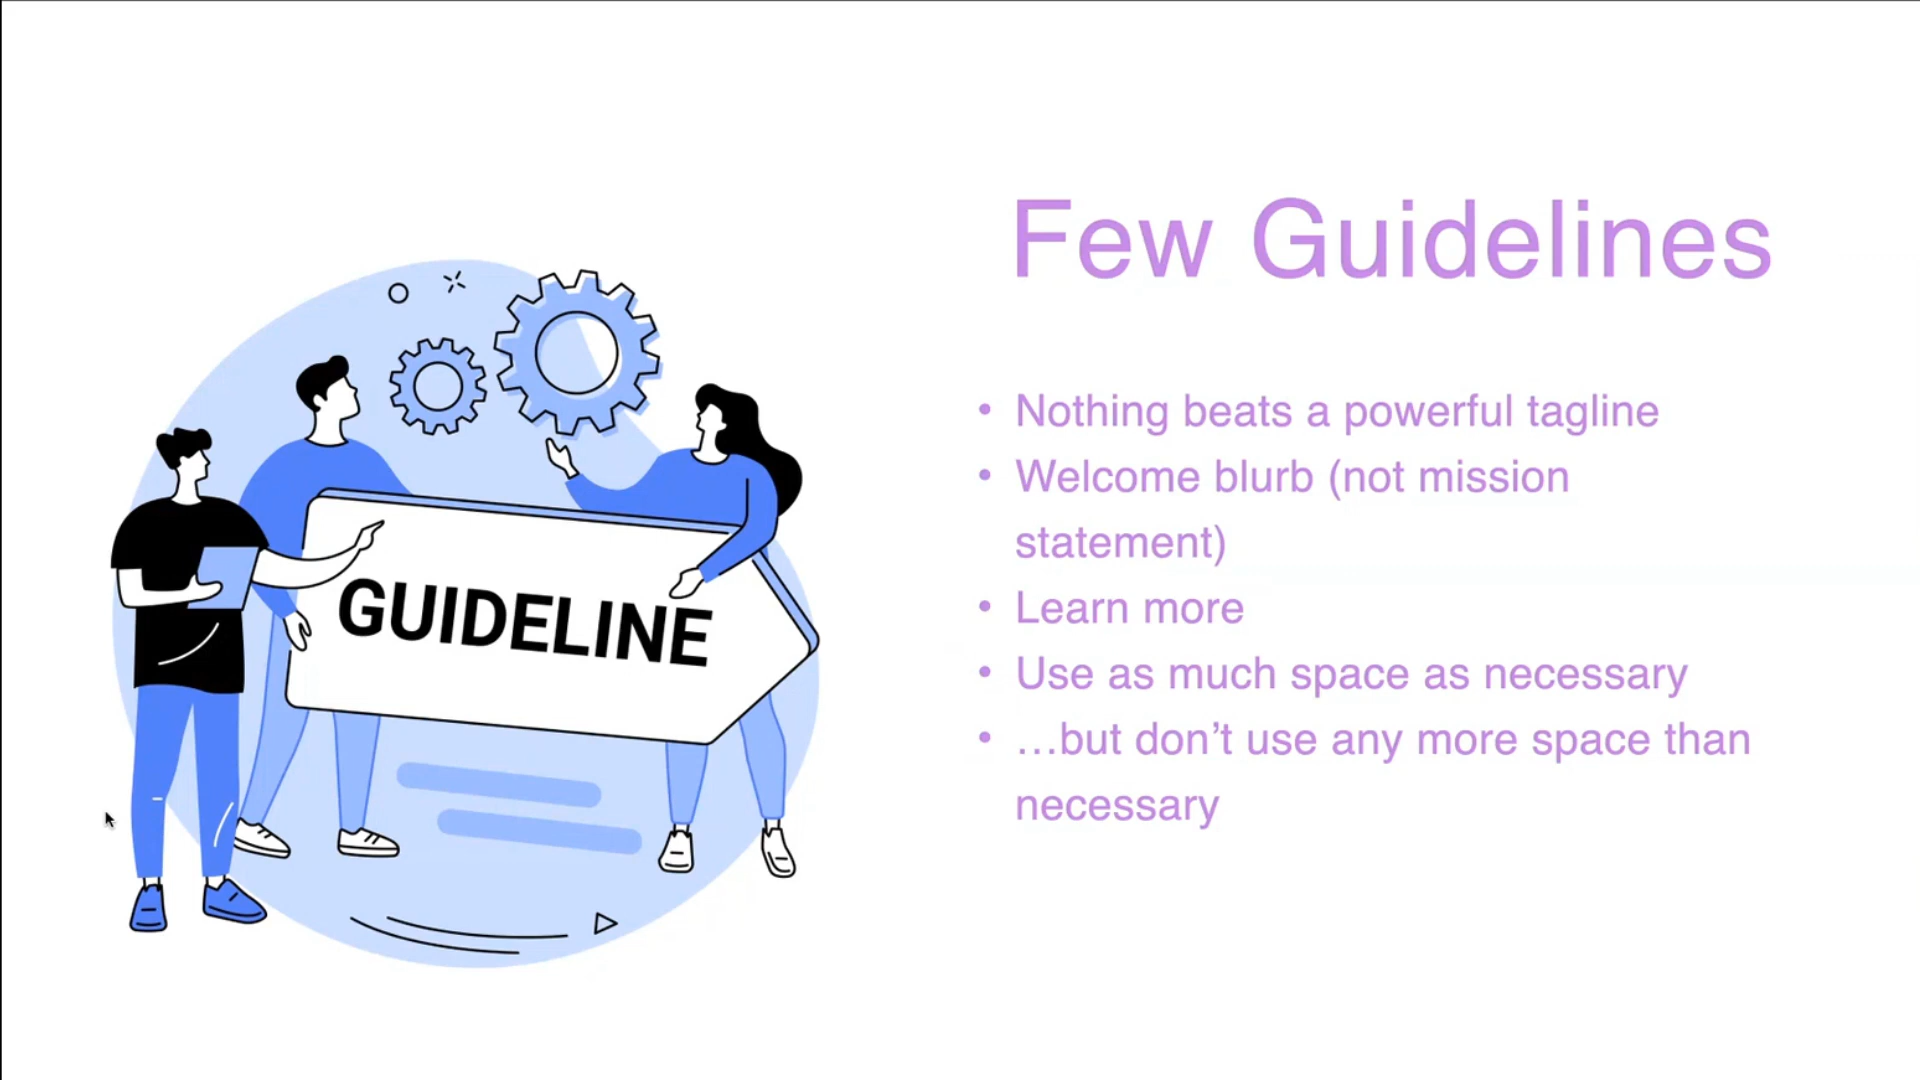 Few Guidelines
GUIDELINE
• Nothing beats a powerful tagline
• Welcome blurb (not mission
statement)
• Learn more
• Use as much space as necessary
• …but don’t use any more space than
necessary